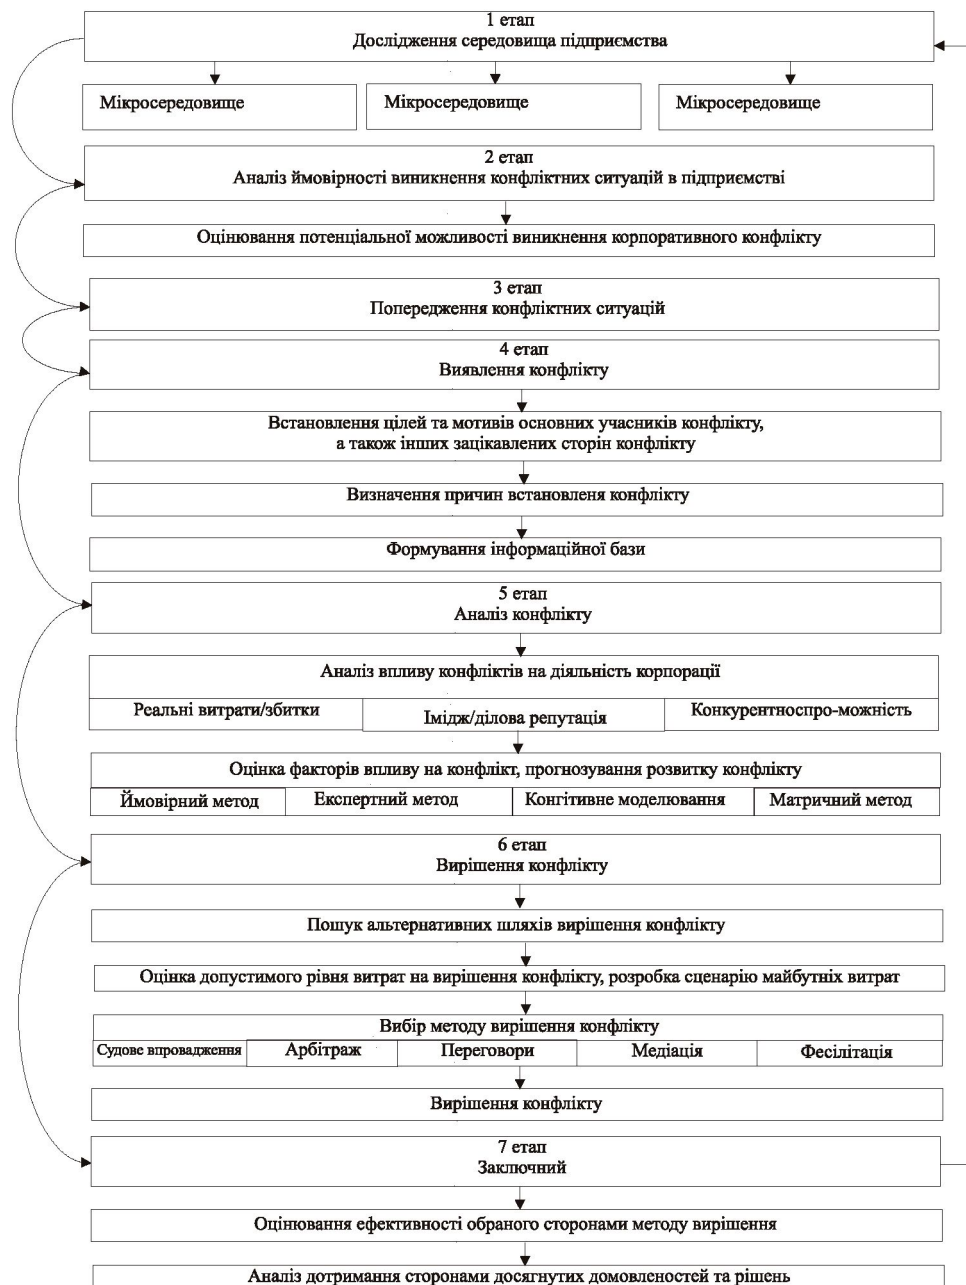 1 етап
Дослідження середовища підприємства
Мікросередовище
Мікросередовище
Мікросередовище
2 етап
Аналіз ймовірності виникнення конфліктних ситуацій в підприємстві
Оцінювання потенціальної можливості виникнення корпоративного конфлікту
3 етап
Попередження конфліктних ситуацій
4 етап
Виявлення конфлікту
Встановлення цілей та мотивів основних учасників конфлікту,
а також інших зацікавлених сторін конфлікту
Визначення причин встановленя конфлікту
Формування інформаційної бази
5 етап
Аналіз конфлікту
Аналіз впливу конфліктів на діяльність корпорації
Реальні витрати/збитки
Імідж/ділова репутація
Конкурентноспро-можність
Оцінка факторів впливу на конфлікт, прогнозування розвитку конфлікту
Ймовірний метод
Експертний метод
Конгітивне моделювання
Матричний метод
6 етап
Вирішення конфлікту
Пошук альтернативних шляхів вирішення конфлікту
Оцінка допустимого рівня витрат на вирішення конфлікту, розробка сценарію майбутніх витрат
Вибір методу вирішення конфлікту
Судове впровадження
Арбітраж
Переговори
Медіація
Фесілітація
Вирішення конфлікту
7 етап
Заключний
Оцінювання ефективності обраного сторонами методу вирішення
Аналіз дотримання сторонами досягнутих домовленостей та рішень